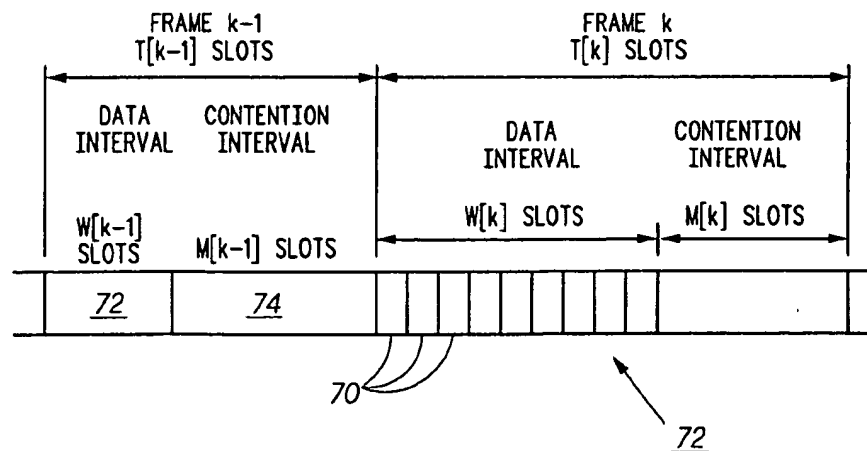 FRAME k-1
T[k-1] SLOTS
FRAME k
T[k] SLOTS
DATA
INTERVAL
CONTENTION
INTERVAL
DATA
INTERVAL
CONTENTION
INTERVAL
W[k-1]
SLOTS
M[k-1] SLOTS
W[k] SLOTS
M[k] SLOTS
72
74
70
72